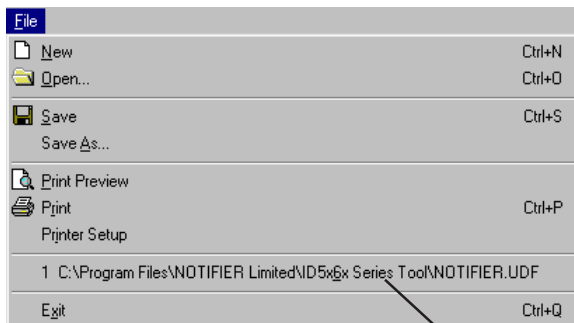 File
New Ctrl+N
Open... Ctrl+O
Save Ctrl+S
Save As...
Print Preview
Print Ctrl+P
Printer Setup
1 C:\Program Files\NOTIFIER Limited\ID5x6x Series Tool\NOTIFIER.UDF
Exit Ctrl+Q